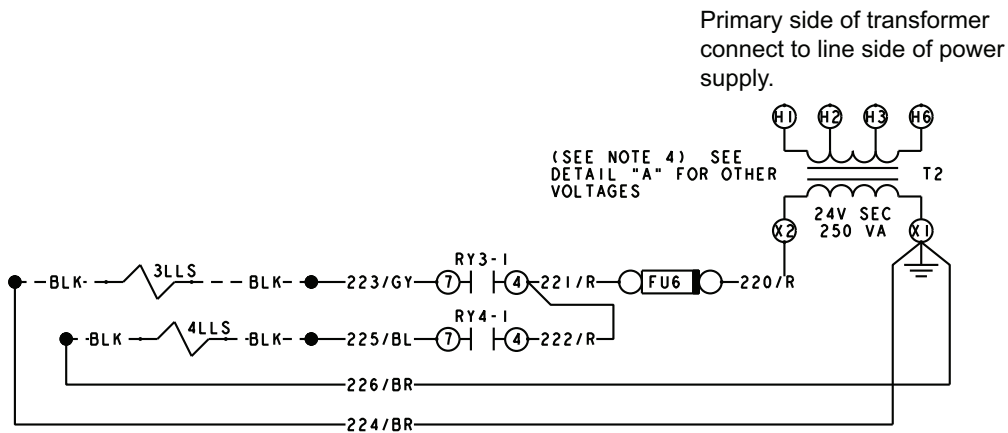 Primary side of transformer
connect to line side of power
supply.
H1 H2 H3 H6
(SEE NOTE 4) SEE
DETAIL "A" FOR OTHER
VOLTAGES
T2
24V SEC
250 VA
X2 X1
RY3-1
BLK 3LLS BLK 223/GY 7 4 221/R FU6 220/R
RY4-1
BLK 4LLS BLK 225/BL 7 4 222/R
226/BR
224/BR